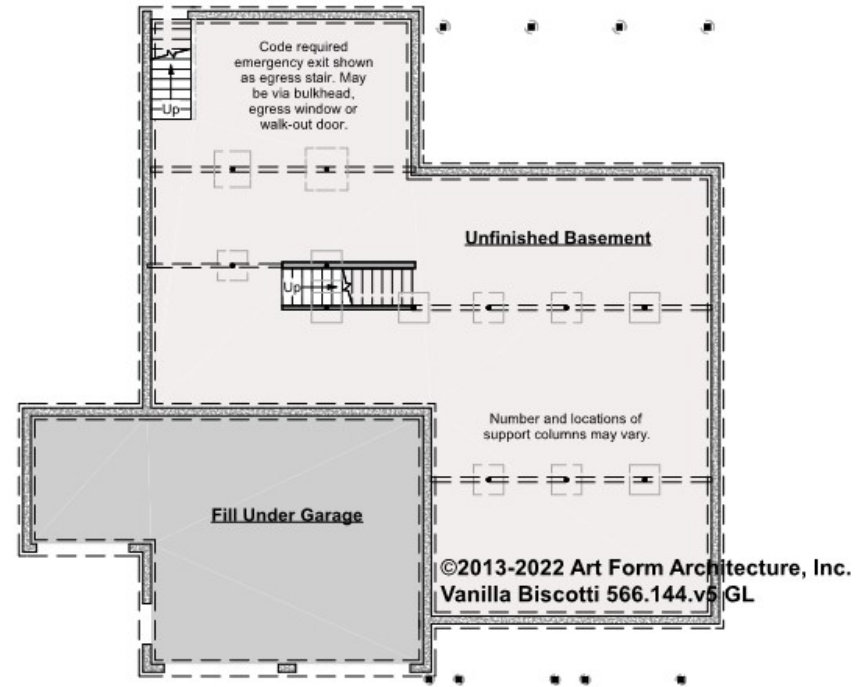 Code required
emergency exit shown
as egress stair. May
be via bulkhead,
egress window or
walk-out door.
Up
Unfinished Basement
Up
Number and locations of
support columns may vary.
Fill Under Garage
©2013-2022 Art Form Architecture, Inc.
Vanilla Biscotti 566.144.v5 GL